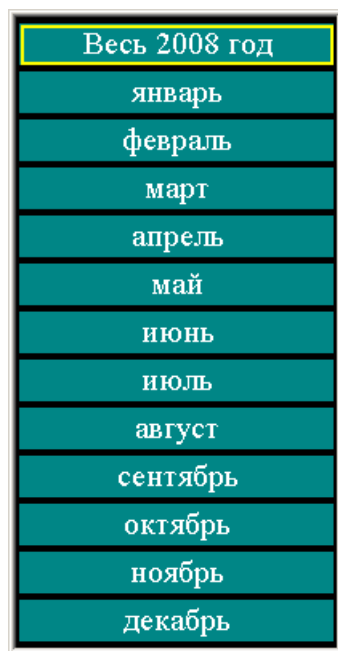 Весь 2008 год
январь
февраль
март
апрель
май
июнь
июль
август
сентябрь
октябрь
ноябрь
декабрь